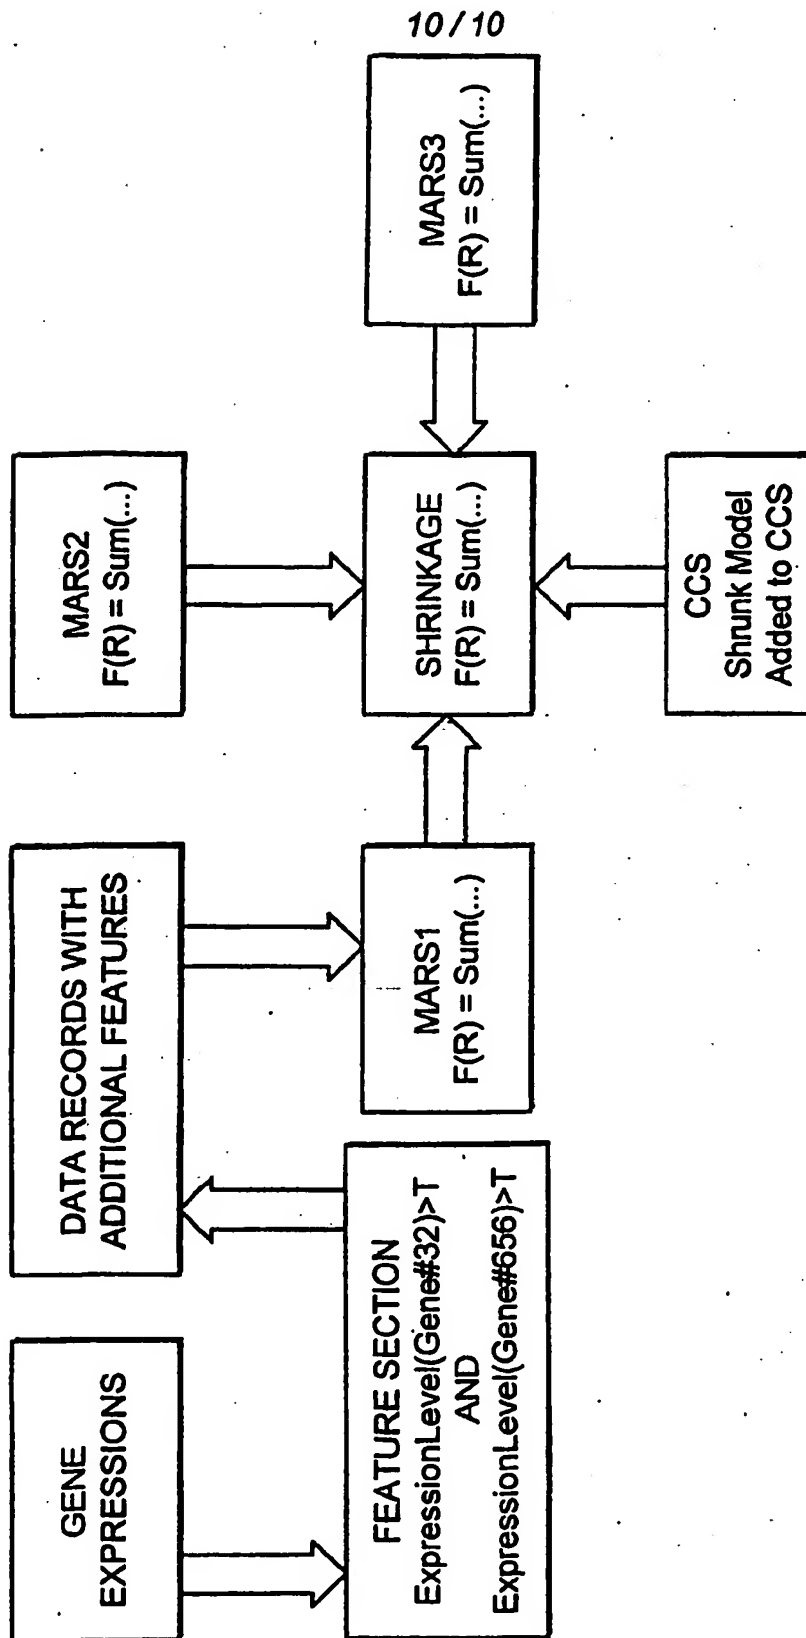 10/10
GENE
EXPRESSIONS
FEATURE SECTION
ExpressionLevel(Gene#32)>T
AND
ExpressionLevel(Gene#656)>T
DATA RECORDS WITH
ADDITIONAL FEATURES
MARS1
F(R) = Sum(...)
MARS2
F(R) = Sum(...)
SHRINKAGE
F(R) = Sum(...)
CCS
Shrunk Model
Added to CCS
MARS3
F(R) = Sum(...)